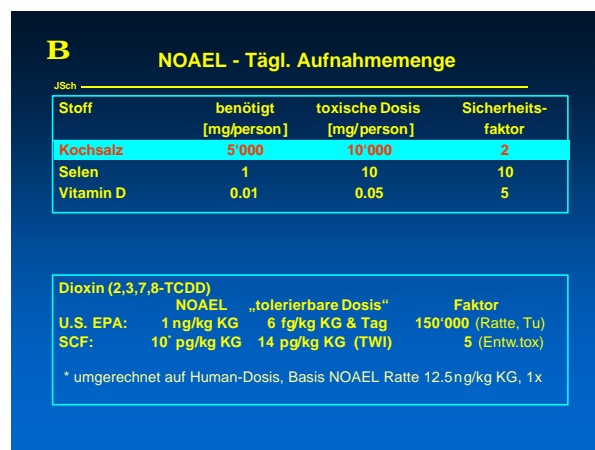 B
NOAEL - Tägl. Aufnahmemenge
JSch
Stoff benötigt toxische Dosis Sicherheits-
[mg/person] [mg/person] faktor
Kochsalz 5‘000 10‘000 2
Selen 1 10 10
Vitamin D 0.01 0.05 5
Dioxin (2,3,7,8-TCDD)
NOAEL „tolerierbare Dosis“ Faktor
U.S. EPA: 1 ng/kg KG 6 fg/kg KG & Tag 150‘000 (Ratte, Tu)
SCF: 10* pg/kg KG 14 pg/kg KG (TWI) 5 (Entw.tox)
* umgerechnet auf Human-Dosis, Basis NOAEL Ratte 12.5ng/kg KG, 1x